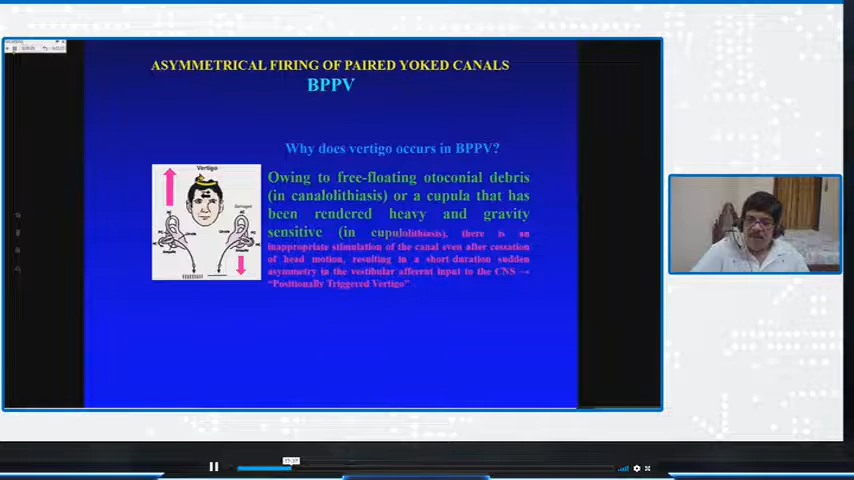 ASYMMETRICAL FIRING OF PAIRED YOKED CANALS
BPPV
Why does vertigo occurs in BPPV?
Vertigo
Owing to free-floating otoconial debris
(in canalolithiasis) or a cupula that has
been rendered heavy and gravity
sensitive (in cupulolithiasis), there is an
inappropriate stimulation of the canal even after cessation
of head motion, resulting in a short-duration sudden
asymmetry in the vestibular afferent input to the CNS →
“Positionally Triggered Vertigo”
Damaged
Utricle
Utricle